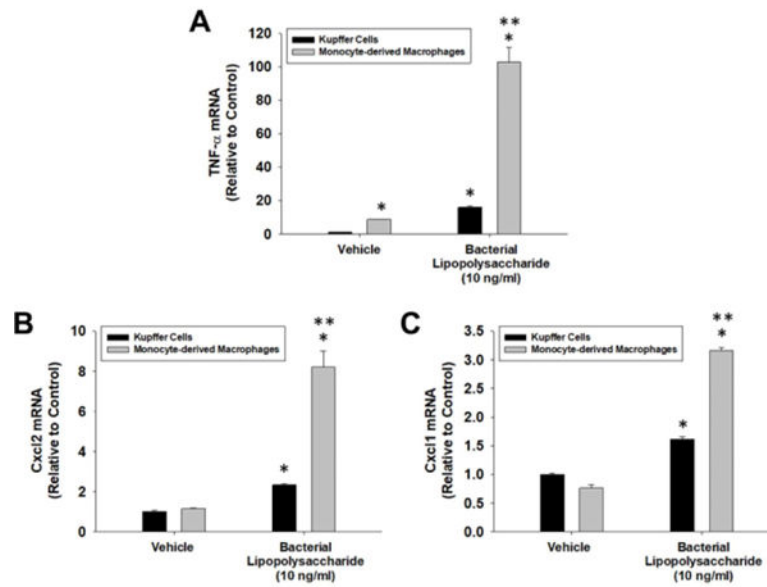 A
Kupffer Cells
Monocyte-derived Macrophages
TNF-α mRNA
(Relative to Control)
120
100
80
60
40
20
0
*
*
**
*
Vehicle
Bacterial
Lipopolysaccharide
(10 ng/ml)
B
Kupffer Cells
Monocyte-derived Macrophages
Cxcl2 mRNA
(Relative to Control)
10
8
6
4
2
0
*
**
*
Vehicle
Bacterial
Lipopolysaccharide
(10 ng/ml)
C
Kupffer Cells
Monocyte-derived Macrophages
Cxcl1 mRNA
(Relative to Control)
3.5
3.0
2.5
2.0
1.5
1.0
0.5
0.0
*
**
*
Vehicle
Bacterial
Lipopolysaccharide
(10 ng/ml)